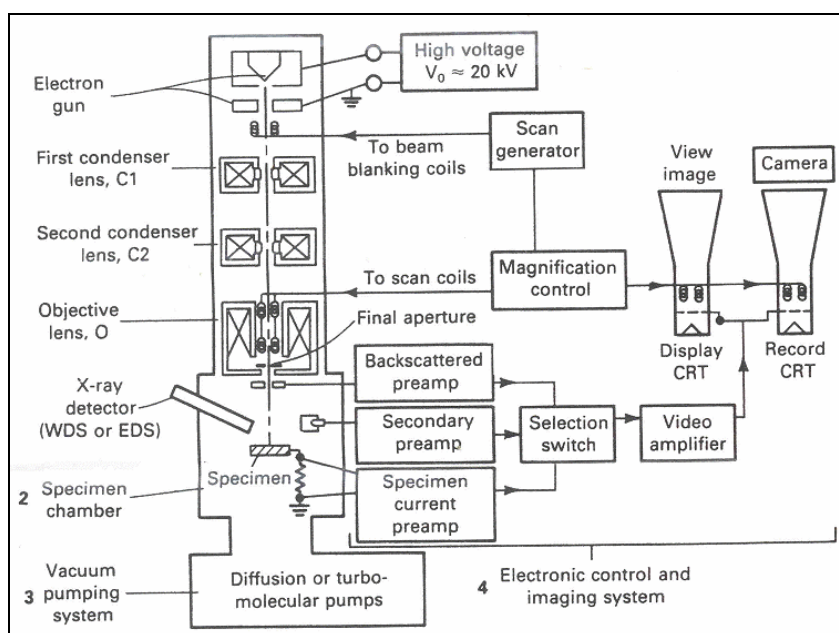 High voltage
V₀ ≈ 20 kV
Electron
gun
To beam
blanking coils
Scan
generator
First condenser
lens, C1
View
image
Camera
Second condenser
lens, C2
To scan coils
Magnification
control
Objective
lens, O
Final aperture
Display
CRT
Record
CRT
X-ray
detector
(WDS or EDS)
Backscattered
preamp
Secondary
preamp
Selection
switch
Video
amplifier
Specimen
Specimen
current
preamp
2 Specimen
chamber
3 Vacuum
pumping
system
Diffusion or turbo-
molecular pumps
4 Electronic control and
imaging system